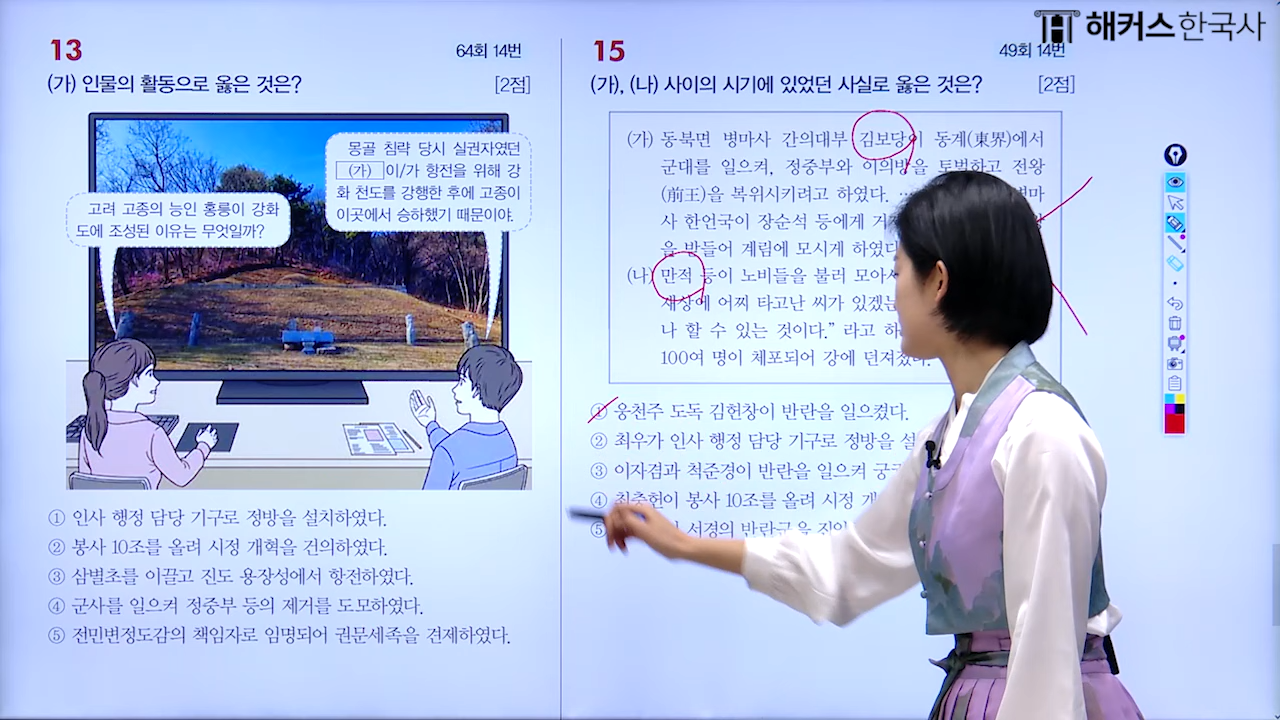 해커스한국사
13
64회 14번
(가) 인물의 활동으로 옳은 것은?
[2점]
몽골 침략 당시 실권자였던
(가) 이/가 항전을 위해 강
화 천도를 강행한 후에 고종이
이곳에서 승하했기 때문이야.
고려 고종의 능인 홍릉이 강화
도에 조성된 이유는 무엇일까?
① 인사 행정 담당 기구로 정방을 설치하였다.
② 봉사 10조를 올려 시정 개혁을 건의하였다.
③ 삼별초를 이끌고 진도 용장성에서 항전하였다.
④ 군사를 일으켜 정중부 등의 제거를 도모하였다.
⑤ 전민변정도감의 책임자로 임명되어 권문세족을 견제하였다.
15
49회 14번
(가), (나) 사이의 시기에 있었던 사실로 옳은 것은?
[2점]
(가) 동북면 병마사 간의대부 김보당이 동계(東界)에서
군대를 일으켜, 정중부와 이의방을 토벌하고 전왕
(前王)을 복위시키려고 하였다.
사 한언국이 장순석 등에게
을 받들어 계림에 모시게 하였다
(나) 만적 등이 노비들을 불러 모아서
세상에 어찌 타고난 씨가 있겠는
나 할 수 있는 것이다.” 라고 하
100여 명이 체포되어 강에 던져졌다.
① 웅천주 도독 김헌창이 반란을 일으켰다.
② 최우가 인사 행정 담당 기구로 정방을 설
③ 이자겸과 척준경이 반란을 일으켜 궁궐
④ 최충헌이 봉사 10조를 올려 시정 개
⑤ 서경의 반란군을 진압